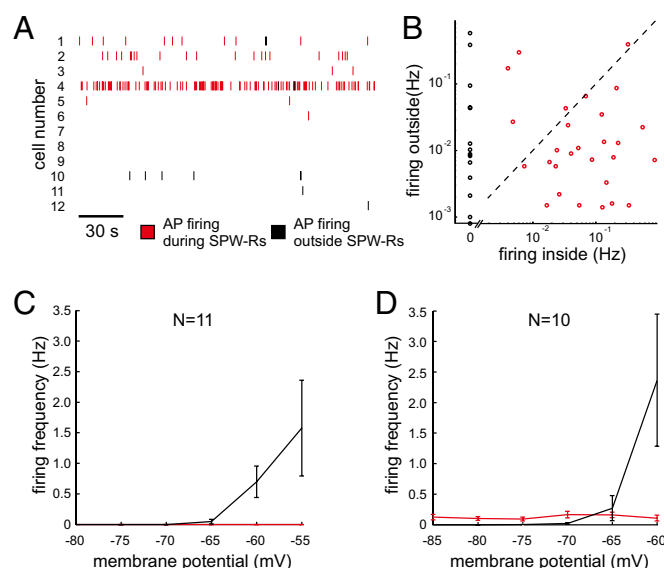 A
cell number
1
2
3
4
5
6
7
8
9
10
11
12
30 s
AP firing
during SPW-Rs
AP firing
outside SPW-Rs
B
firing outside(Hz)
10⁻¹
10⁻²
10⁻³
0
10⁻²
10⁻¹
firing inside (Hz)
C
N=11
firing frequency (Hz)
3.5
3.0
2.5
2.0
1.5
1.0
0.5
0
-80
-75
-70
-65
-60
-55
membrane potential (mV)
D
N=10
firing frequency (Hz)
3.5
3.0
2.5
2.0
1.5
1.0
0.5
0
-85
-80
-75
-70
-65
-60
membrane potential (mV)